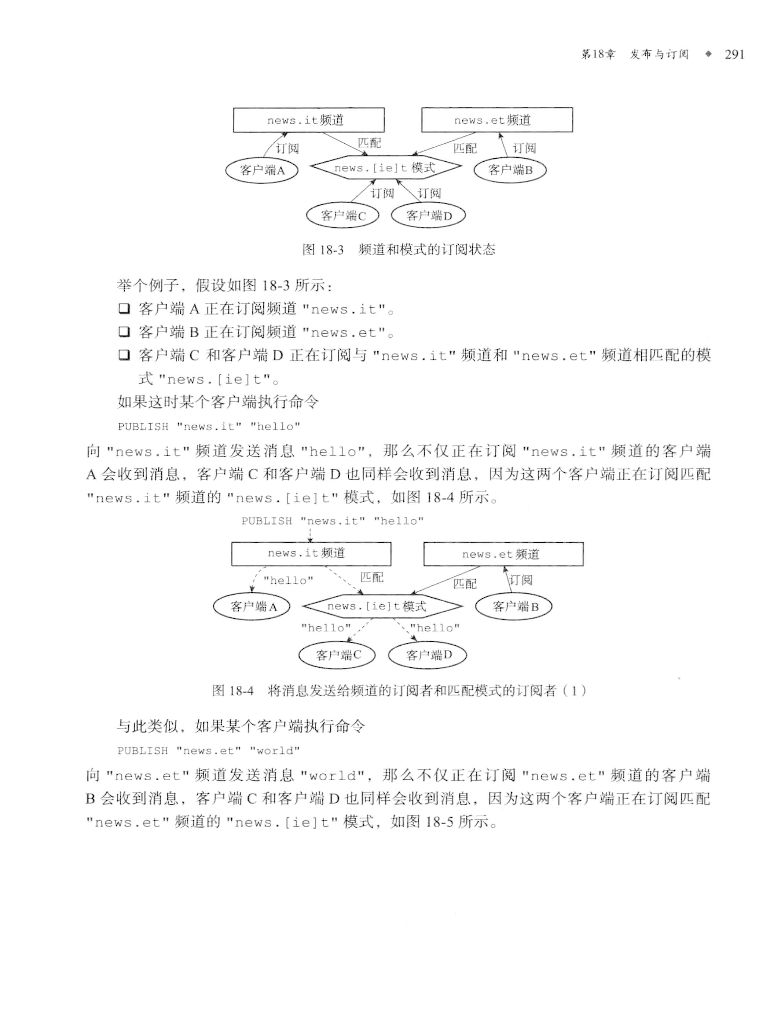 第18章 发布与订阅 ◆ 291
news.it频道 news.et频道
订阅 匹配 匹配 订阅
客户端A news.[ie]t 模式 客户端B
订阅 订阅
客户端C 客户端D
图 18-3 频道和模式的订阅状态
举个例子，假设如图 18-3 所示：
❑ 客户端 A 正在订阅频道 "news.it"。
❑ 客户端 B 正在订阅频道 "news.et"。
❑ 客户端 C 和客户端 D 正在订阅与 "news.it" 频道和 "news.et" 频道相匹配的模
式 "news.[ie]t"。
如果这时某个客户端执行命令
PUBLISH "news.it" "hello"
向 "news.it" 频道发送消息 "hello"，那么不仅正在订阅 "news.it" 频道的客户端
A 会收到消息，客户端 C 和客户端 D 也同样会收到消息，因为这两个客户端正在订阅匹配
"news.it" 频道的 "news.[ie]t" 模式，如图 18-4 所示。
PUBLISH "news.it" "hello"
news.it频道 news.et频道
"hello" 匹配 匹配 订阅
客户端A news.[ie]t模式 客户端B
"hello" "hello"
客户端C 客户端D
图 18-4 将消息发送给频道的订阅者和匹配模式的订阅者（1）
与此类似，如果某个客户端执行命令
PUBLISH "news.et" "world"
向 "news.et" 频道发送消息 "world"，那么不仅正在订阅 "news.et" 频道的客户端
B 会收到消息，客户端 C 和客户端 D 也同样会收到消息，因为这两个客户端正在订阅匹配
"news.et" 频道的 "news.[ie]t" 模式，如图 18-5 所示。